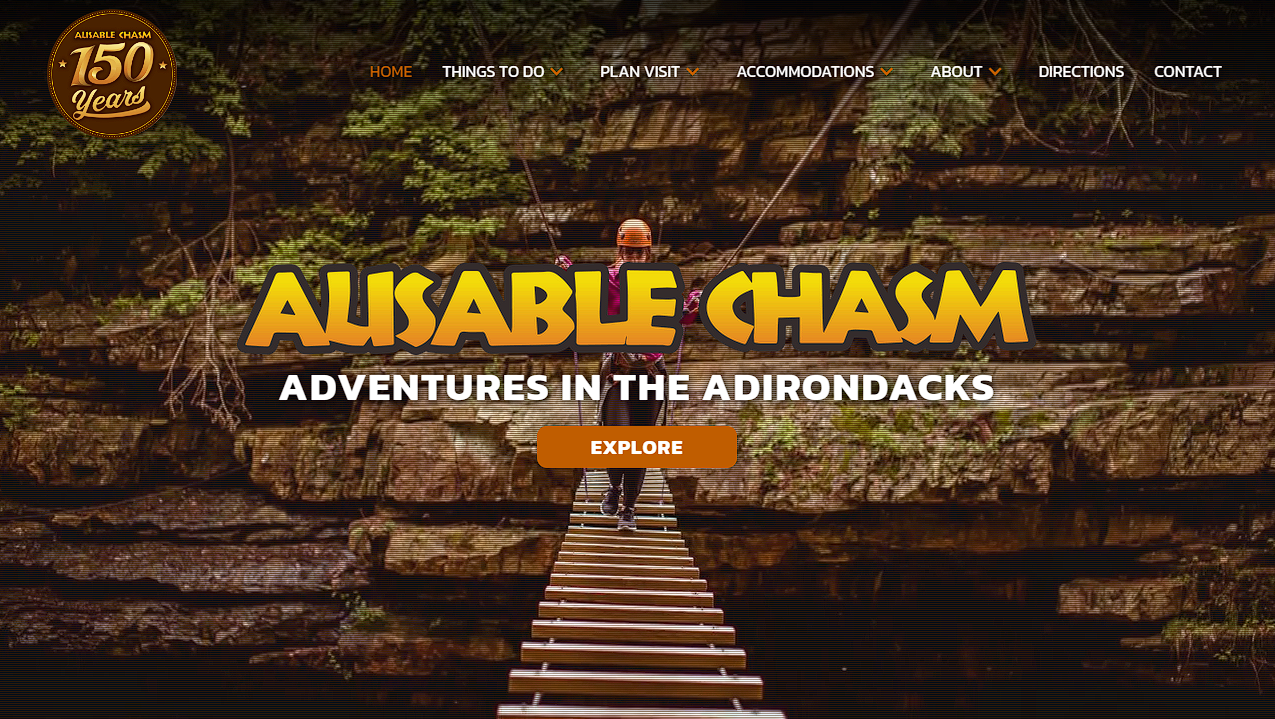 AUSABLE CHASM
150
Years
HOME THINGS TO DO PLAN VISIT ACCOMMODATIONS ABOUT DIRECTIONS CONTACT
AUSABLE CHASM
ADVENTURES IN THE ADIRONDACKS
EXPLORE